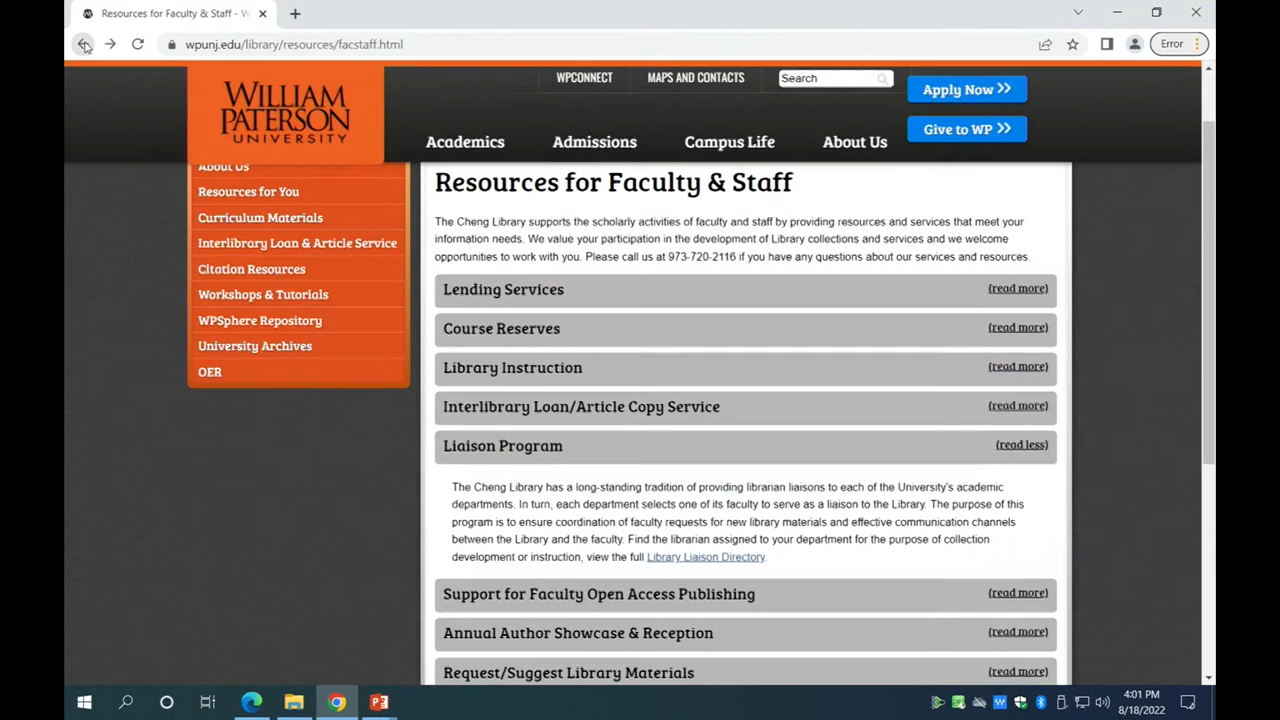 Resources for Faculty & Staff - W
wpunj.edu/library/resources/facstaff.html
Error
WILLIAM
PATERSON
UNIVERSITY
WPCONNECT
MAPS AND CONTACTS
Search
Apply Now
Give to WP
Academics
Admissions
Campus Life
About Us
About Us
Resources for You
Curriculum Materials
Interlibrary Loan & Article Service
Citation Resources
Workshops & Tutorials
WPSphere Repository
University Archives
OER
Resources for Faculty & Staff
The Cheng Library supports the scholarly activities of faculty and staff by providing resources and services that meet your
information needs. We value your participation in the development of Library collections and services and we welcome
opportunities to work with you. Please call us at 973-720-2116 if you have any questions about our services and resources.
Lending Services (read more)
Course Reserves (read more)
Library Instruction (read more)
Interlibrary Loan/Article Copy Service (read more)
Liaison Program (read less)
The Cheng Library has a long-standing tradition of providing librarian liaisons to each of the University's academic
departments. In turn, each department selects one of its faculty to serve as a liaison to the Library. The purpose of this
program is to ensure coordination of faculty requests for new library materials and effective communication channels
between the Library and the faculty. Find the librarian assigned to your department for the purpose of collection
development or instruction, view the full Library Liaison Directory.
Support for Faculty Open Access Publishing (read more)
Annual Author Showcase & Reception (read more)
Request/Suggest Library Materials (read more)
4:01 PM
8/18/2022